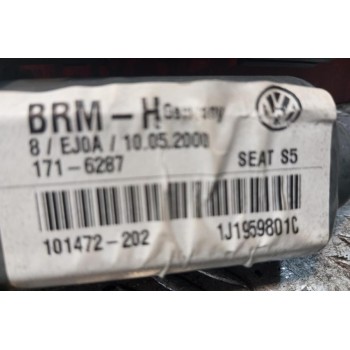 BRM-H Germany
8 / EJ0A / 10.05.2000
171-6287 SEAT S5
101472-202 1J1959801C